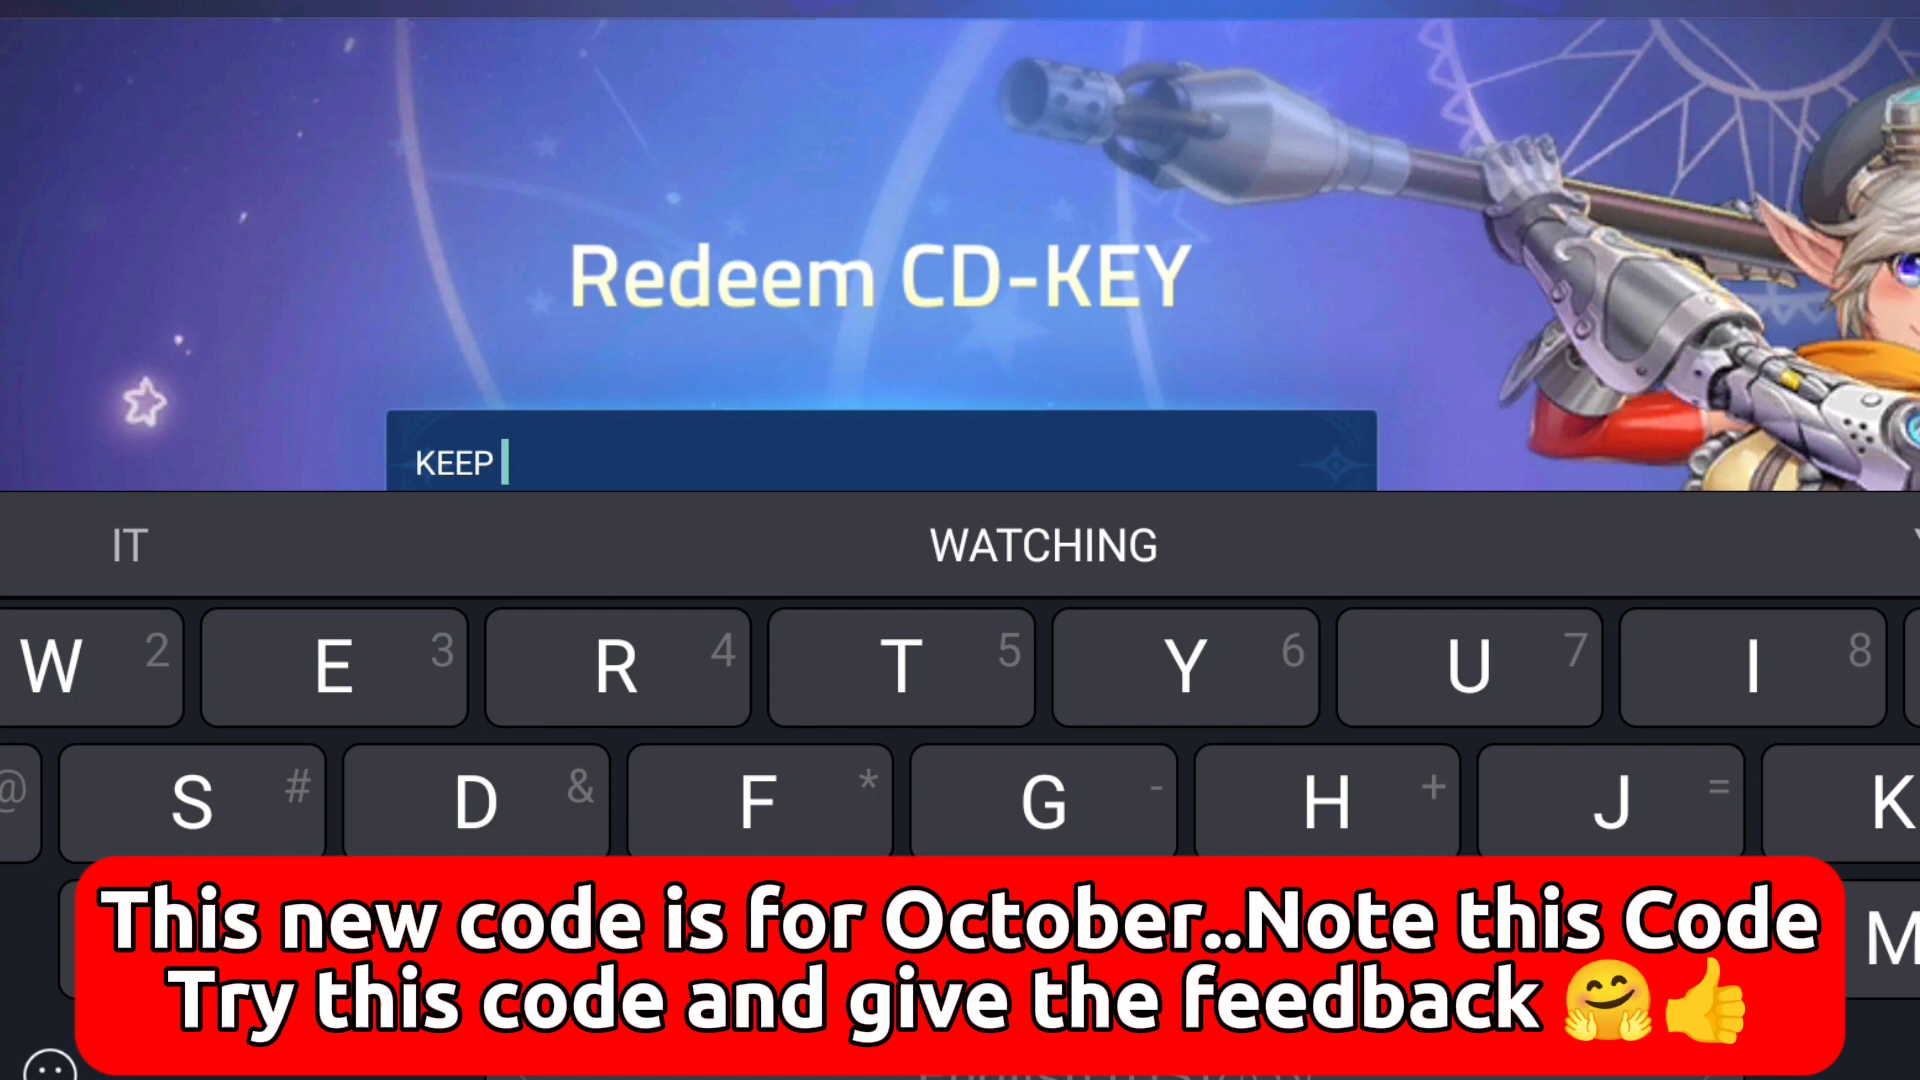 Redeem CD-KEY
KEEP
IT WATCHING
W 2 E 3 R 4 T 5 Y 6 U 7 I 8
@ S # D & F * G - H + J = K
This new code is for October..Note this Code
M
Try this code and give the feedback 🤗👍